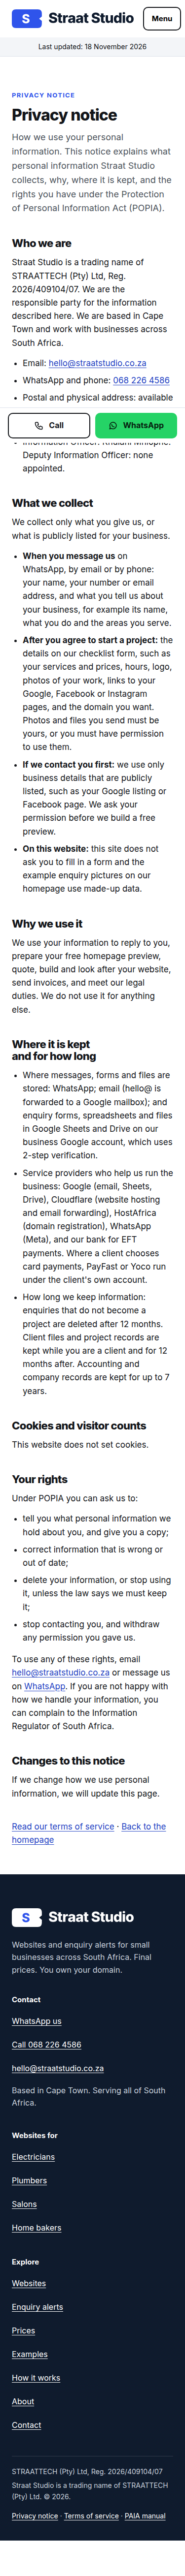 S Straat Studio
Menu
Last updated: 18 November 2026
PRIVACY NOTICE
Privacy notice
How we use your personal
information. This notice explains what
personal information Straat Studio
collects, why, where it is kept, and the
rights you have under the Protection
of Personal Information Act (POPIA).
Who we are
Straat Studio is a trading name of
STRAATTECH (Pty) Ltd, Reg.
2026/409104/07. We are the
responsible party for the information
described here. We are based in Cape
Town and work with businesses across
South Africa.
• Email: hello@straatstudio.co.za
• WhatsApp and phone: 068 226 4586
• Postal and physical address: available
Call
WhatsApp
Deputy Information Officer: none
appointed.
What we collect
We collect only what you give us, or
what is publicly listed for your business.
• When you message us on
WhatsApp, by email or by phone:
your name, your number or email
address, and what you tell us about
your business, for example its name,
what you do and the areas you serve.
• After you agree to start a project: the
details on our checklist form, such as
your services and prices, hours, logo,
photos of your work, links to your
Google, Facebook or Instagram
pages, and the domain you want.
Photos and files you send must be
yours, or you must have permission
to use them.
• If we contact you first: we use only
business details that are publicly
listed, such as your Google listing or
Facebook page. We ask your
permission before we build a free
preview.
• On this website: this site does not
ask you to fill in a form and the
example enquiry pictures on our
homepage use made-up data.
Why we use it
We use your information to reply to you,
prepare your free homepage preview,
quote, build and look after your website,
send invoices, and meet our legal
duties. We do not use it for anything
else.
Where it is kept
and for how long
• Where messages, forms and files are
stored: WhatsApp; email (hello@ is
forwarded to a Google mailbox); and
enquiry forms, spreadsheets and files
in Google Sheets and Drive on our
business Google account, which uses
2-step verification.
• Service providers who help us run the
business: Google (email, Sheets,
Drive), Cloudflare (website hosting
and email forwarding), HostAfrica
(domain registration), WhatsApp
(Meta), and our bank for EFT
payments. Where a client chooses
card payments, PayFast or Yoco run
under the client's own account.
• How long we keep information:
enquiries that do not become a
project are deleted after 12 months.
Client files and project records are
kept while you are a client and for 12
months after. Accounting and
company records are kept for up to 7
years.
Cookies and visitor counts
This website does not set cookies.
Your rights
Under POPIA you can ask us to:
• tell you what personal information we
hold about you, and give you a copy;
• correct information that is wrong or
out of date;
• delete your information, or stop using
it, unless the law says we must keep
it;
• stop contacting you, and withdraw
any permission you gave us.
To use any of these rights, email
hello@straatstudio.co.za or message us
on WhatsApp. If you are not happy with
how we handle your information, you
can complain to the Information
Regulator of South Africa.
Changes to this notice
If we change how we use personal
information, we will update this page.
Read our terms of service · Back to the
homepage
S Straat Studio
Websites and enquiry alerts for small
businesses across South Africa. Final
prices. You own your domain.
Contact
WhatsApp us
Call 068 226 4586
hello@straatstudio.co.za
Based in Cape Town. Serving all of South
Africa.
Websites for
Electricians
Plumbers
Salons
Home bakers
Explore
Websites
Enquiry alerts
Prices
Examples
How it works
About
Contact
STRAATTECH (Pty) Ltd, Reg. 2026/409104/07
Straat Studio is a trading name of STRAATTECH
(Pty) Ltd. © 2026.
Privacy notice · Terms of service · PAIA manual